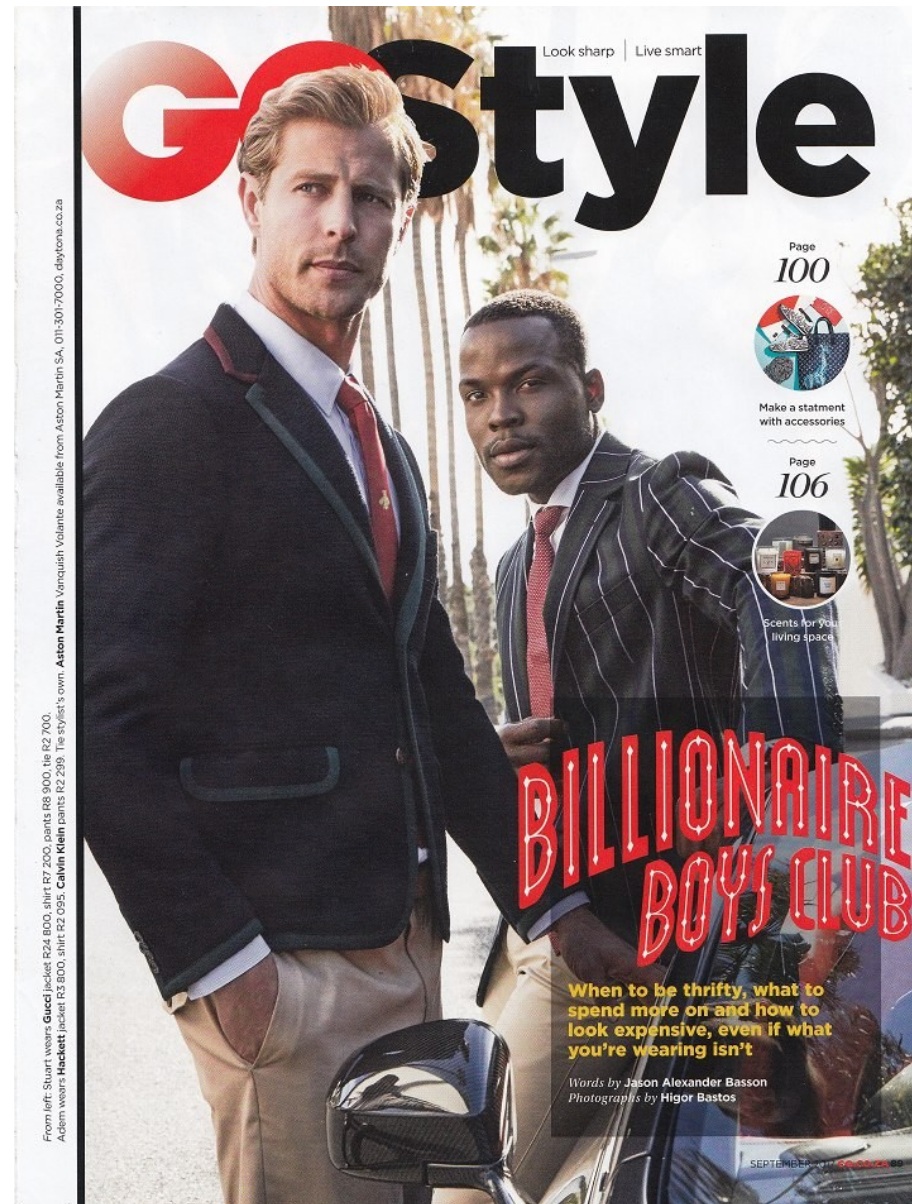 GQStyle
Look sharp | Live smart
Page
100
Make a statment
with accessories
Page
106
Scents for your
living space
BILLIONAIRE
BOYS CLUB
When to be thrifty, what to
spend more on and how to
look expensive, even if what
you're wearing isn't
Words by Jason Alexander Basson
Photographs by Higor Bastos
SEPTEMBER 2017 GQ.CO.ZA 89
From left: Stuart wears Gucci jacket R24 800, shirt R7 200, pants R8 900, tie R2 700.
Adem wears Hackett jacket R3 800, shirt R2 095. Calvin Klein pants R2 299. Tie stylist's own. Aston Martin Vanquish Volante available from Aston Martin SA, 011-301-7000, daytona.co.za